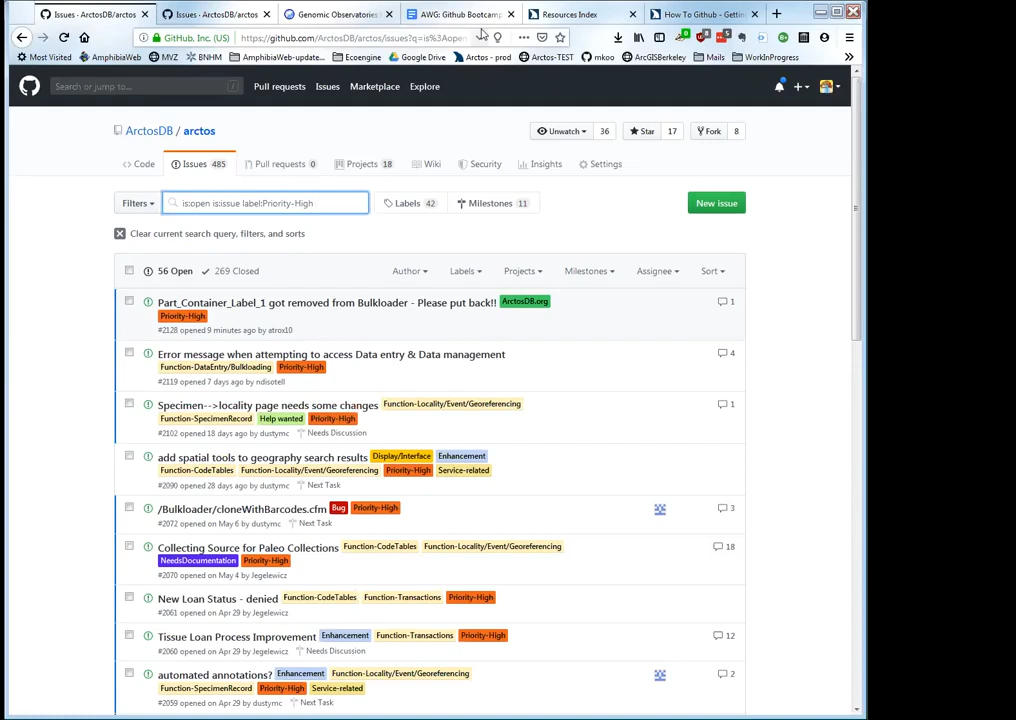 Issues · ArctosDB/arctos
Issues · ArctosDB/arctos
Genomic Observatories
AWG: Github Bootcamp
Resources Index
How To Github - Getti
GitHub, Inc. (US)
https://github.com/ArctosDB/arctos/issues?q=is%3Aopen
Most Visited
AmphibiaWeb
MVZ
BNHM
AmphibiaWeb-update...
Ecoengine
Google Drive
Arctos - prod
Arctos-TEST
mkoo
ArcGISBerkeley
Mails
WorkInProgress
Search or jump to...
/
Pull requests
Issues
Marketplace
Explore
ArctosDB / arctos
Unwatch 36
Star 17
Fork 8
Code
Issues 485
Pull requests 0
Projects 18
Wiki
Security
Insights
Settings
Filters
is:open is:issue label:Priority-High
Labels 42
Milestones 11
New issue
Clear current search query, filters, and sorts
56 Open
269 Closed
Author
Labels
Projects
Milestones
Assignee
Sort
Part_Container_Label_1 got removed from Bulkloader - Please put back!! ArctosDB.org
1
Priority-High
#2128 opened 9 minutes ago by atrox10
Error message when attempting to access Data entry & Data management
4
Function-DataEntry/Bulkloading Priority-High
#2119 opened 7 days ago by ndisotell
Specimen-->locality page needs some changes Function-Locality/Event/Georeferencing
1
Function-SpecimenRecord Help wanted Priority-High
#2102 opened 18 days ago by dustymc Needs Discussion
add spatial tools to geography search results Display/Interface Enhancement
Function-CodeTables Function-Locality/Event/Georeferencing Priority-High Service-related
#2090 opened 28 days ago by dustymc Next Task
/Bulkloader/cloneWithBarcodes.cfm Bug Priority-High
3
#2072 opened on May 6 by dustymc Next Task
Collecting Source for Paleo Collections Function-CodeTables Function-Locality/Event/Georeferencing
18
NeedsDocumentation Priority-High
#2070 opened on May 4 by Jegelewicz
New Loan Status - denied Function-CodeTables Function-Transactions Priority-High
#2061 opened on Apr 29 by Jegelewicz
Tissue Loan Process Improvement Enhancement Function-Transactions Priority-High
12
#2060 opened on Apr 29 by Jegelewicz Needs Discussion
automated annotations? Enhancement Function-Locality/Event/Georeferencing
2
Function-SpecimenRecord Priority-High Service-related
#2059 opened on Apr 29 by dustymc Next Task